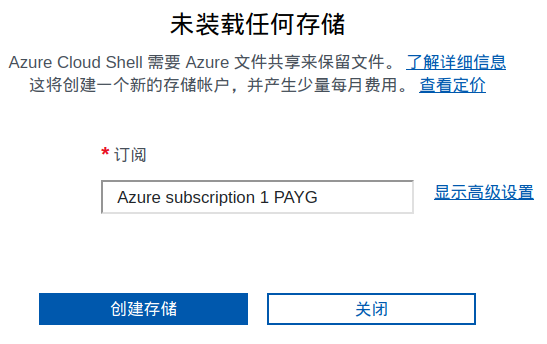 未装载任何存储
Azure Cloud Shell 需要 Azure 文件共享来保留文件。 了解详细信息
这将创建一个新的存储帐户，并产生少量每月费用。 查看定价
* 订阅
Azure subscription 1 PAYG
显示高级设置
创建存储
关闭